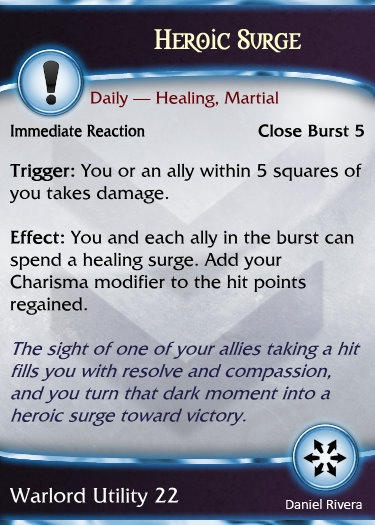 Heroic Surge
!
Daily — Healing, Martial
Immediate Reaction Close Burst 5
Trigger: You or an ally within 5 squares of
you takes damage.
Effect: You and each ally in the burst can
spend a healing surge. Add your
Charisma modifier to the hit points
regained.
The sight of one of your allies taking a hit
fills you with resolve and compassion,
and you turn that dark moment into a
heroic surge toward victory.
Warlord Utility 22
Daniel Rivera